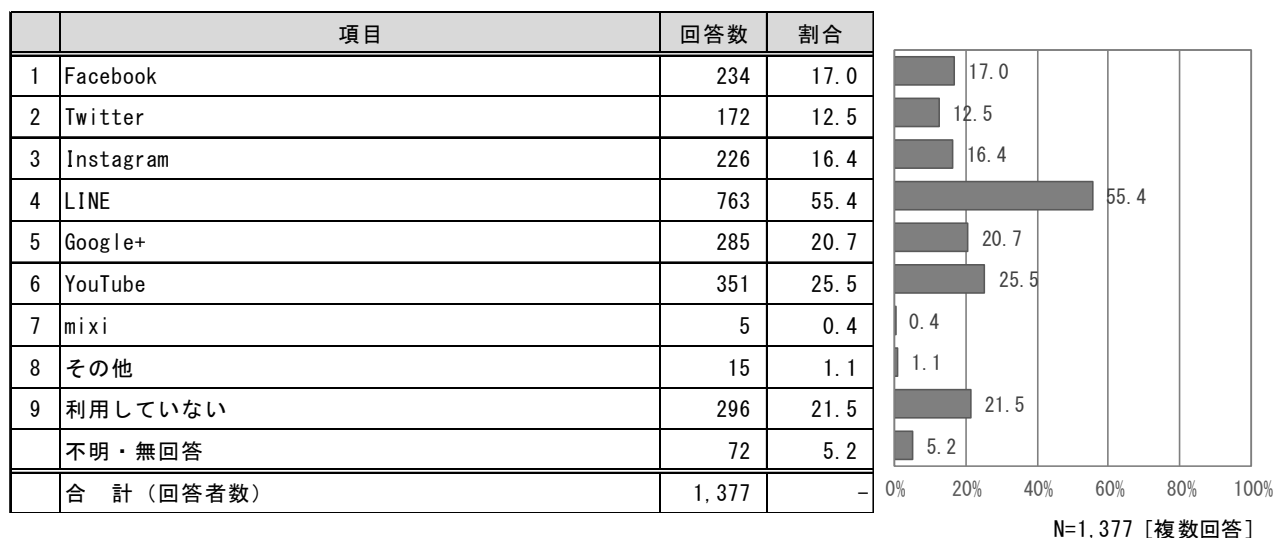 項目 回答数 割合
1 Facebook 234 17.0
2 Twitter 172 12.5
3 Instagram 226 16.4
4 LINE 763 55.4
5 Google+ 285 20.7
6 YouTube 351 25.5
7 mixi 5 0.4
8 その他 15 1.1
9 利用していない 296 21.5
不明・無回答 72 5.2
合 計（回答者数） 1,377 −
17.0
12.5
16.4
55.4
20.7
25.5
0.4
1.1
21.5
5.2
0% 20% 40% 60% 80% 100%
N=1,377［複数回答］